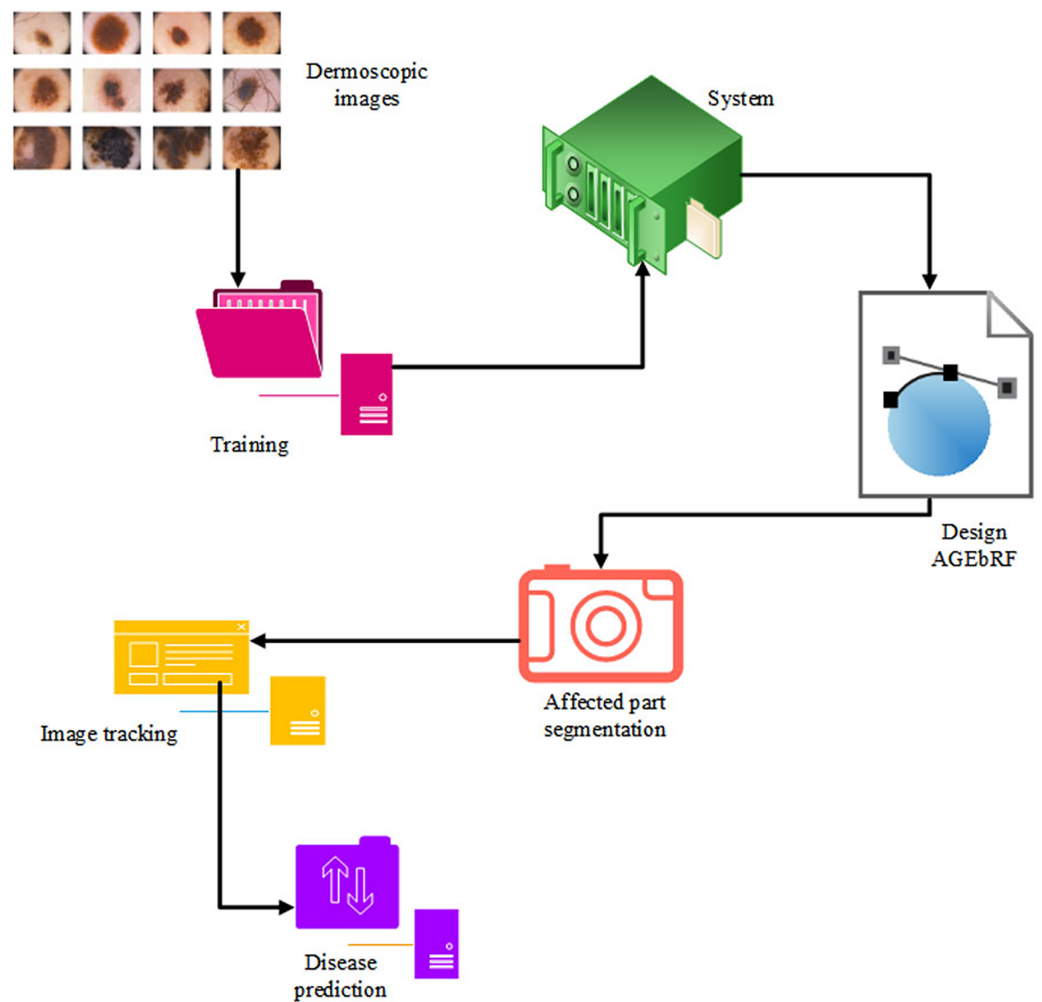 Dermoscopic
images
System
Training
Design
AGEbRF
Affected part
segmentation
Image tracking
Disease
prediction